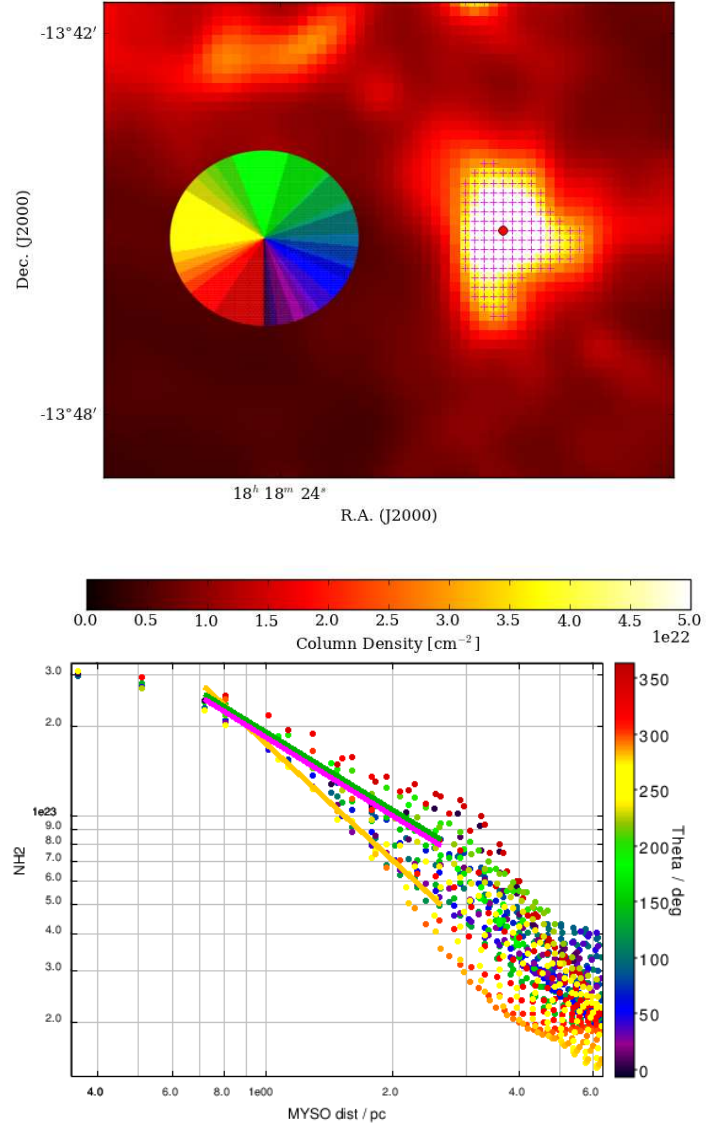 -13°42′
Dec. (J2000)
-13°48′
18ʰ 18ᵐ 24ˢ
R.A. (J2000)
0.0 0.5 1.0 1.5 2.0 2.5 3.0 3.5 4.0 4.5 5.0
1e22
Column Density [cm⁻²]
3.0
2.0
1e23
9.0
8.0
7.0
6.0
5.0
4.0
3.0
2.0
NH2
4.0 6.0 8.0 1e00 2.0 4.0 6.0
MYSO dist / pc
350
300
250
200
150
100
50
0
Theta / deg